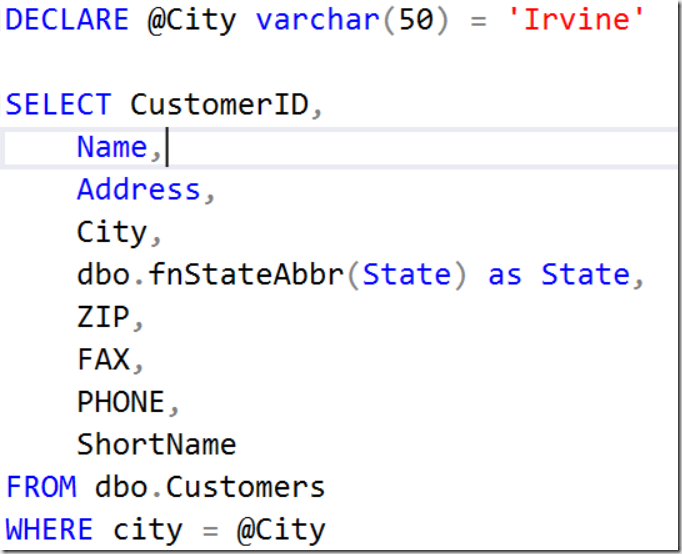 DECLARE @City varchar(50) = 'Irvine'
SELECT CustomerID,
Name,
Address,
City,
dbo.fnStateAbbr(State) as State,
ZIP,
FAX,
PHONE,
ShortName
FROM dbo.Customers
WHERE city = @City